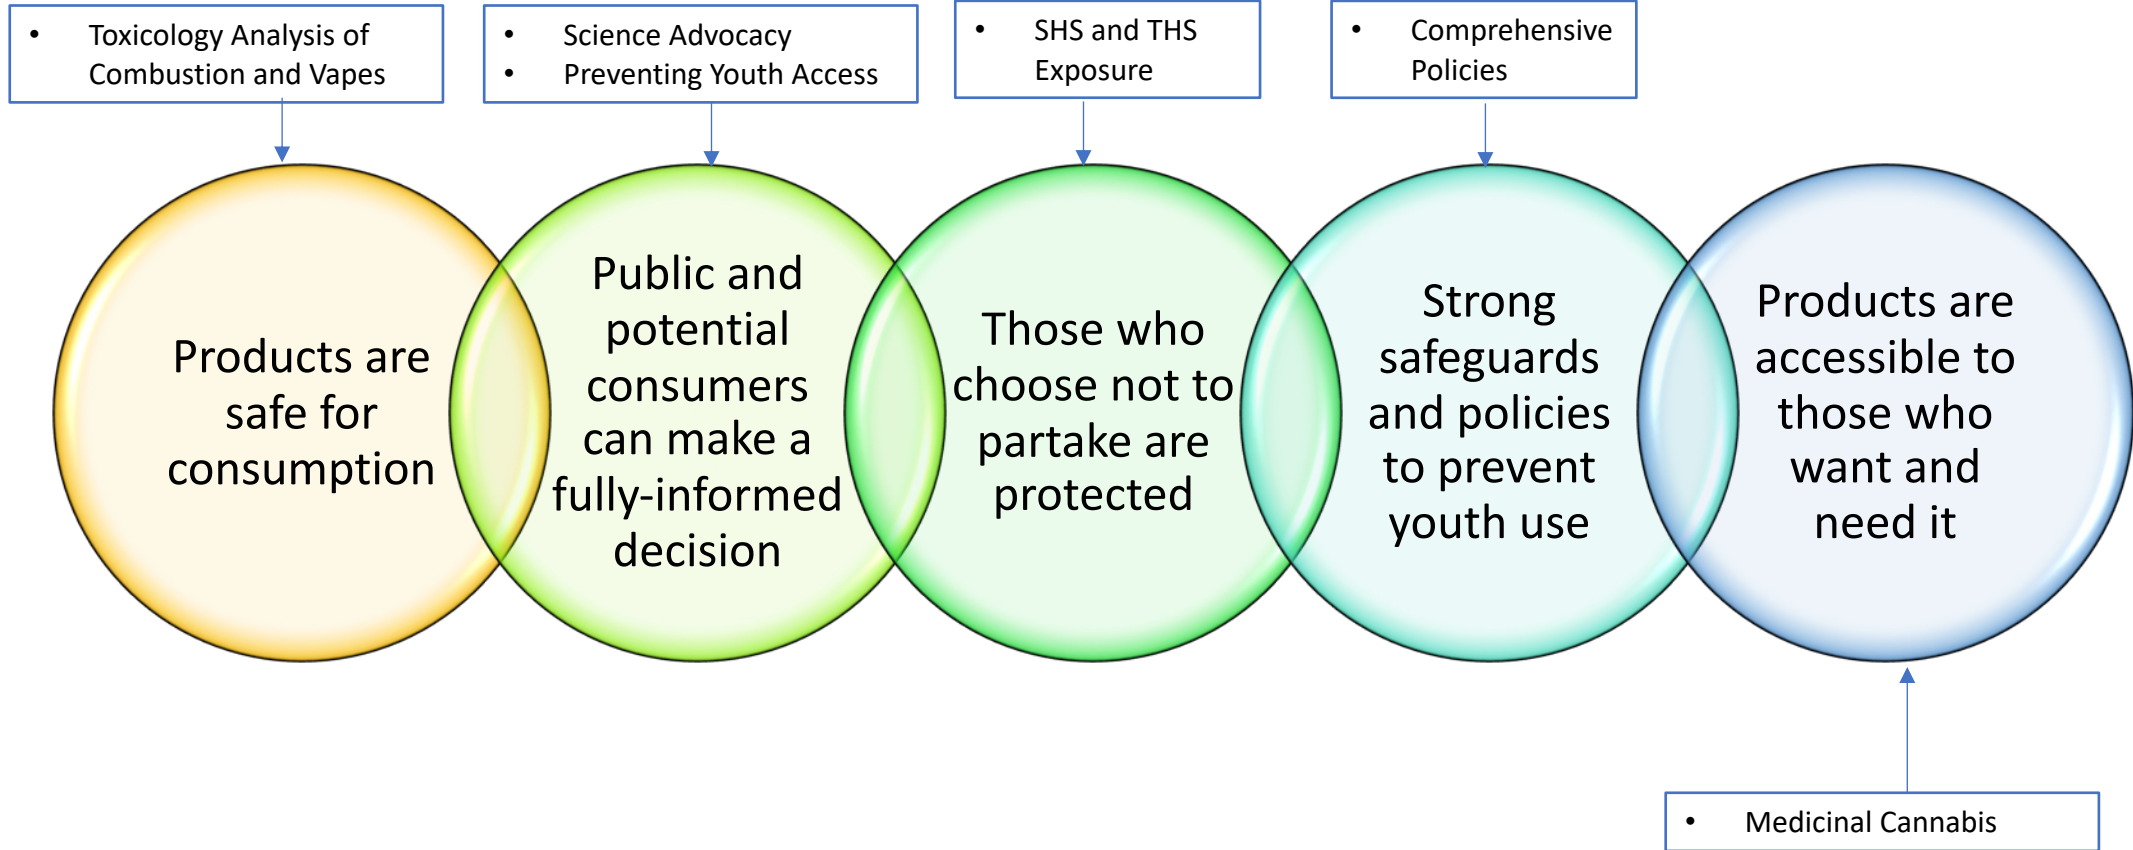 • Toxicology Analysis of
Combustion and Vapes
• Science Advocacy
• Preventing Youth Access
• SHS and THS
Exposure
• Comprehensive
Policies
Products are
safe for
consumption
Public and
potential
consumers
can make a
fully-informed
decision
Those who
choose not to
partake are
protected
Strong
safeguards
and policies
to prevent
youth use
Products are
accessible to
those who
want and
need it
• Medicinal Cannabis